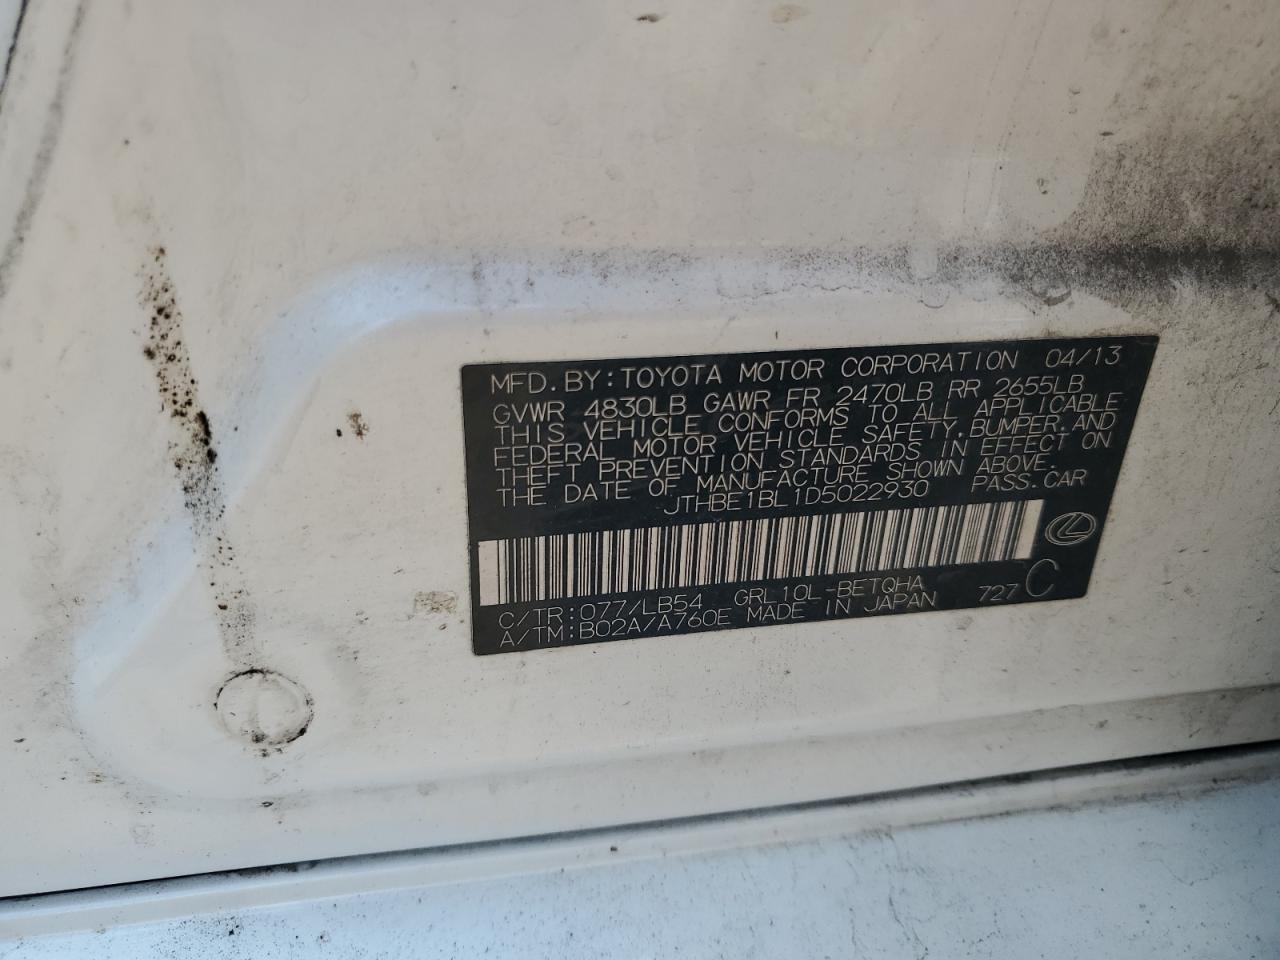 MFD.BY:TOYOTA MOTOR CORPORATION 04/13
GVWR 4830LB GAWR FR 2470LB RR 2655LB
THIS VEHICLE CONFORMS TO ALL APPLICABLE
FEDERAL MOTOR VEHICLE SAFETY,BUMPER,AND
THEFT PREVENTION STANDARDS IN EFFECT ON
THE DATE OF MANUFACTURE SHOWN ABOVE.
JTHBE1BL1D5022930 PASS.CAR
C/TR:077/LB54 GRL10L-BETQHA 727 C
A/TM:B02A/A760E MADE IN JAPAN